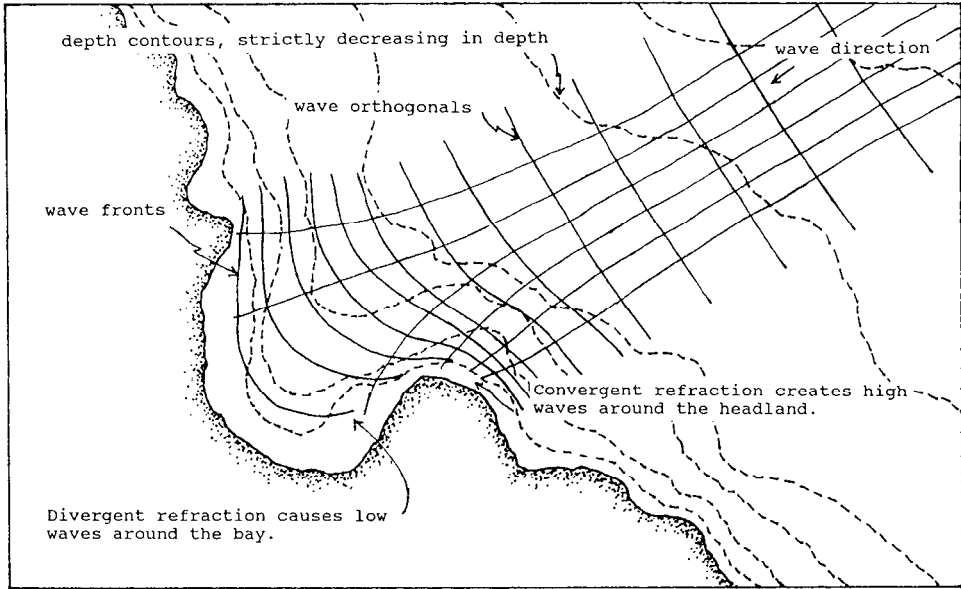 depth contours, strictly decreasing in depth
wave direction
wave orthogonals
wave fronts
Convergent refraction creates high
waves around the headland.
Divergent refraction causes low
waves around the bay.